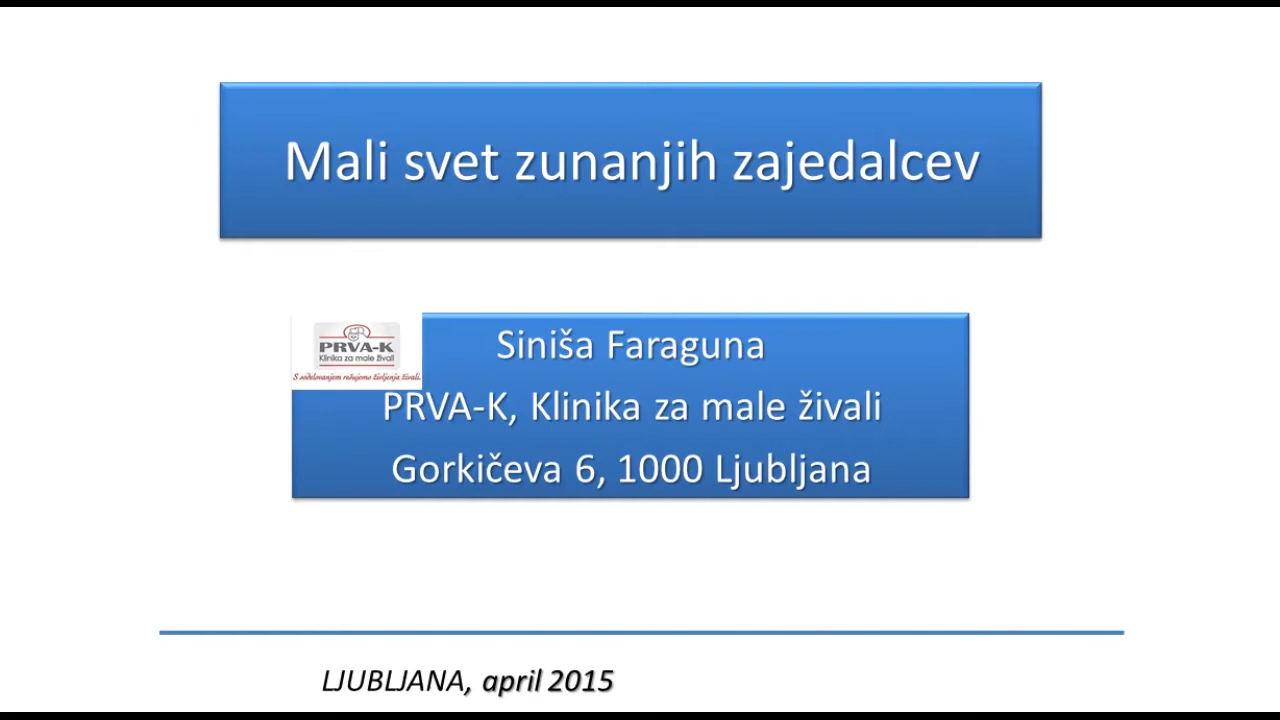 Mali svet zunanjih zajedalcev
PRVA-K
Klinika za male živali
S sodelovanjem rešujemo življenja živali.
Siniša Faraguna
PRVA-K, Klinika za male živali
Gorkičeva 6, 1000 Ljubljana
LJUBLJANA, april 2015